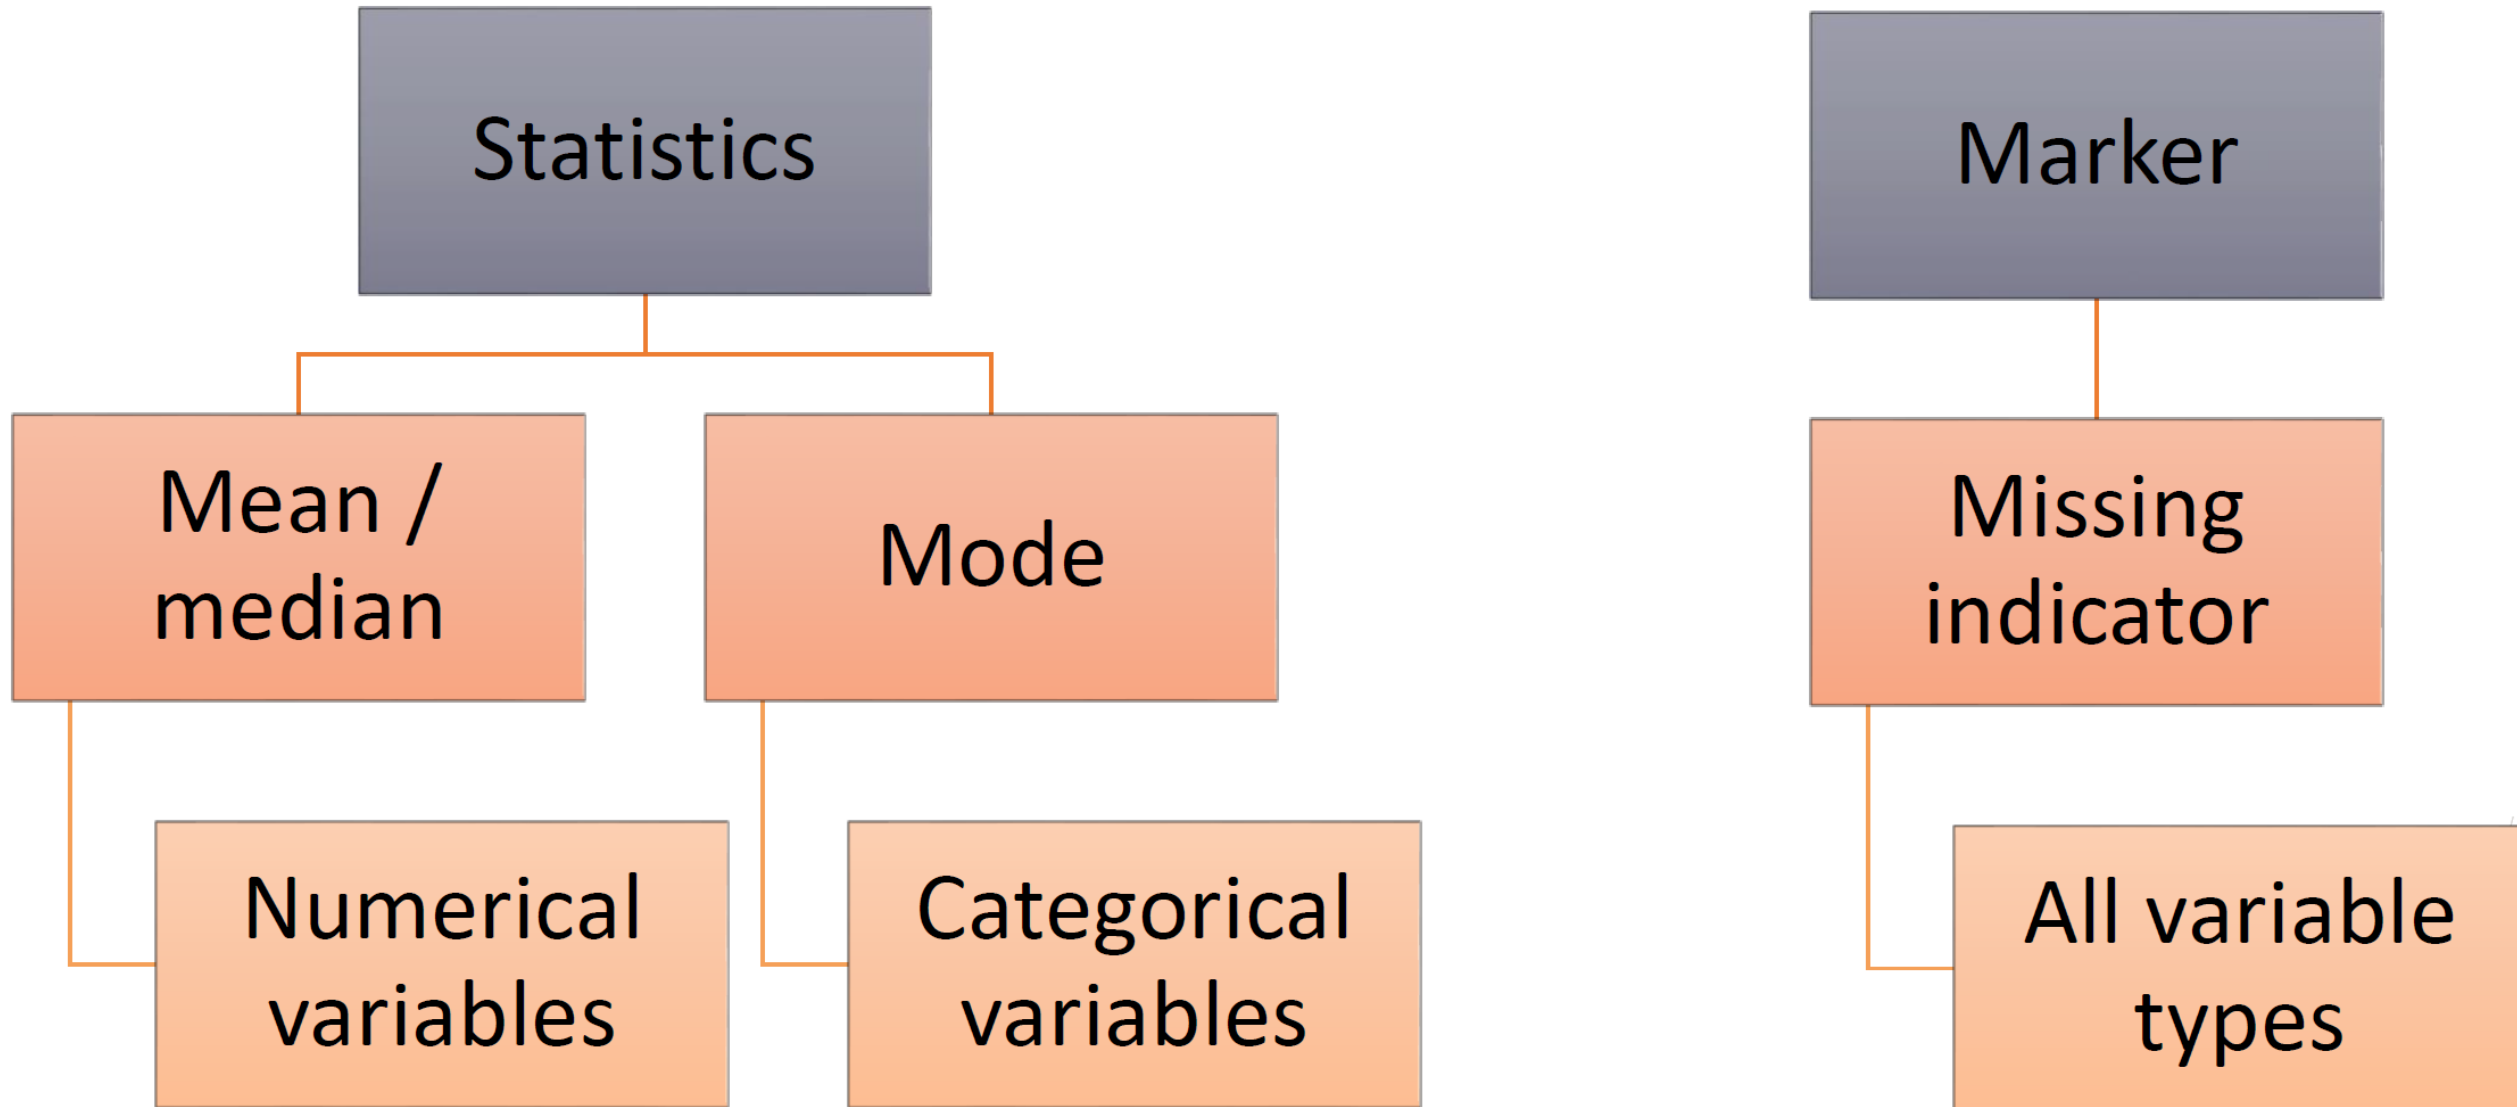 Statistics
Marker
Mean /
median
Mode
Missing
indicator
Numerical
variables
Categorical
variables
All variable
types